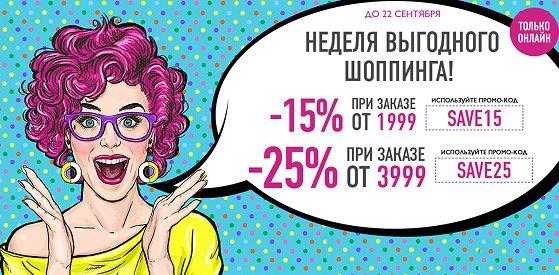 ДО 22 СЕНТЯБРЯ
ТОЛЬКО
ОНЛАЙН
НЕДЕЛЯ ВЫГОДНОГО
ШОППИНГА!
-15% ПРИ ЗАКАЗЕ
ОТ 1999
ИСПОЛЬЗУЙТЕ ПРОМО-КОД
SAVE15
-25% ПРИ ЗАКАЗЕ
ОТ 3999
ИСПОЛЬЗУЙТЕ ПРОМО-КОД
SAVE25